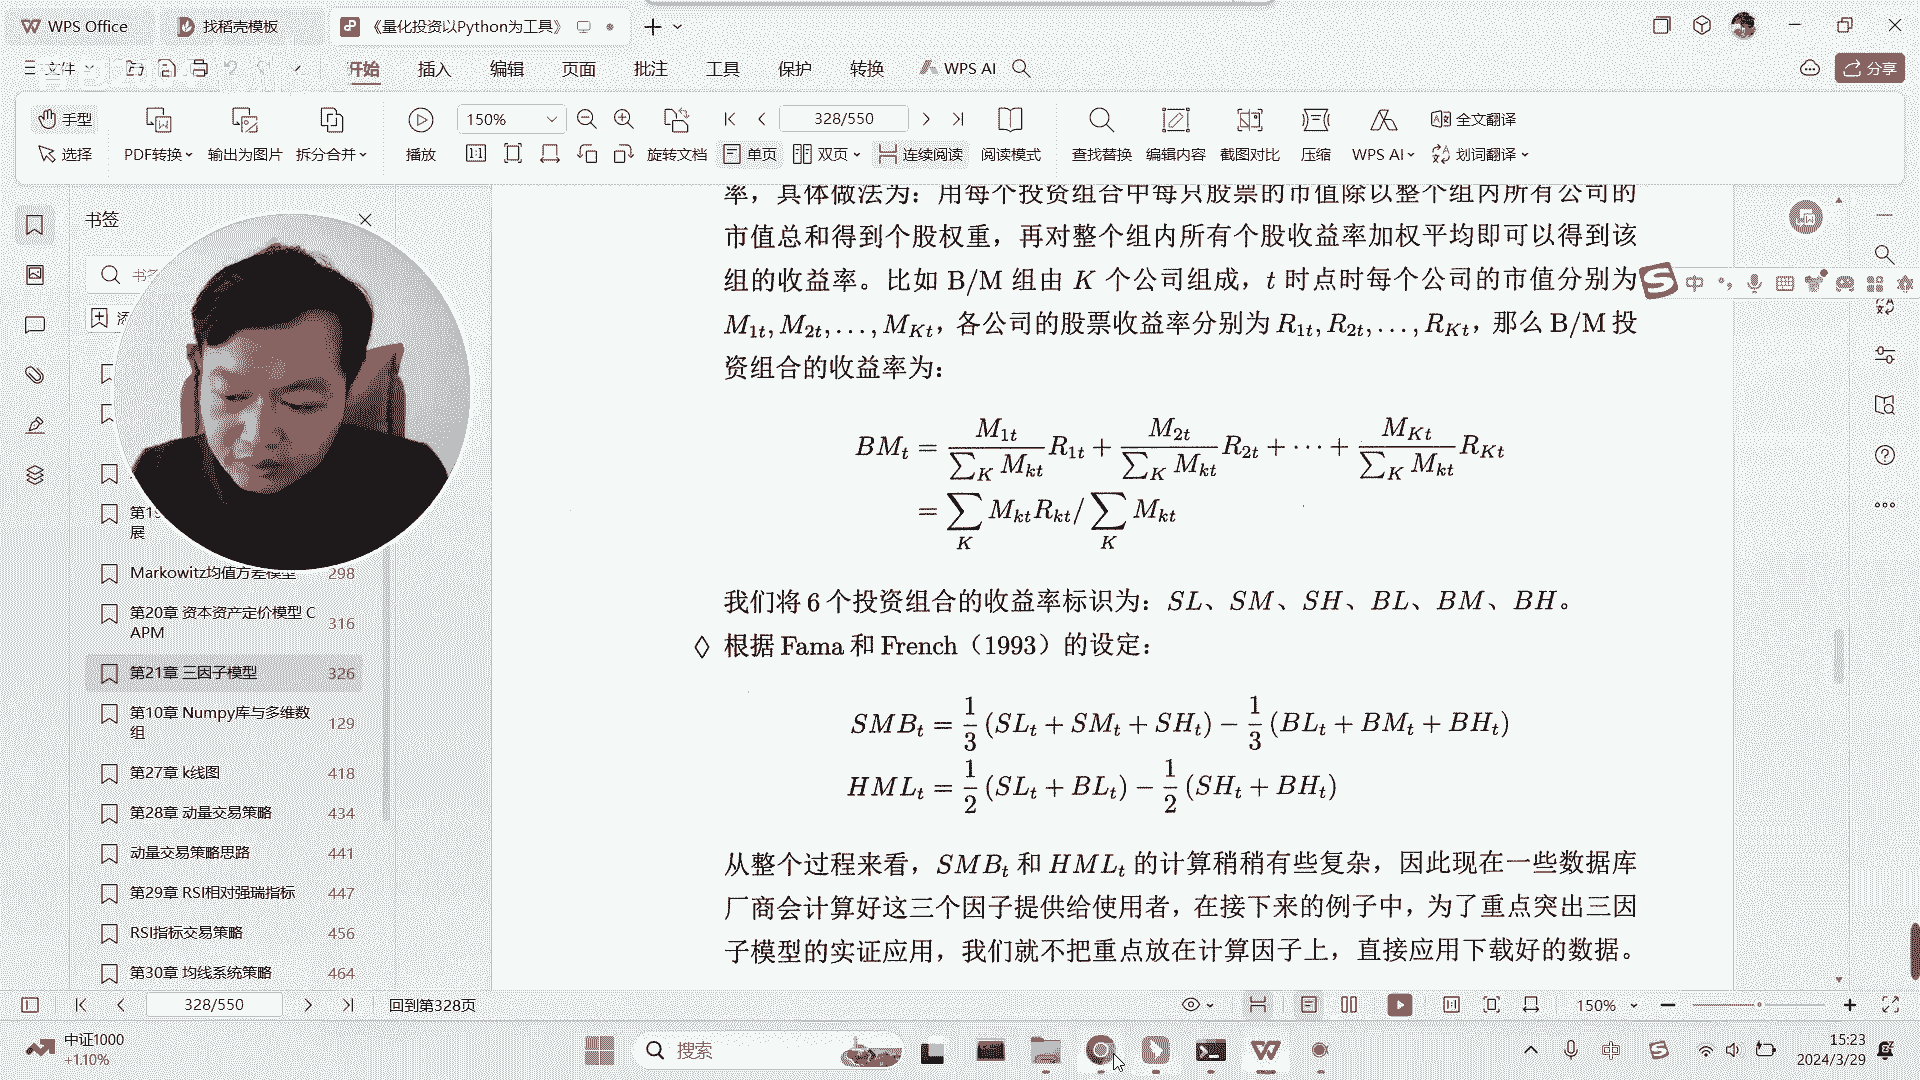 WPS Office
找稻壳模板
《量化投资以Python为工具》
文件
开始 插入 编辑 页面 批注 工具 保护 转换 WPS AI
分享
手型
150%
328/550
全文翻译
选择 PDF转换 输出为图片 拆分合并 播放 旋转文档 单页 双页 连续阅读 阅读模式 查找替换 编辑内容 截图对比 压缩 WPS AI 划词翻译
书签
率，具体做法为：用每个投资组合中每只股票的市值除以整个组内所有公司的
市值总和得到个股权重，再对整个组内所有个股收益率加权平均即可以得到该
组的收益率。比如 B/M 组由 K 个公司组成，t 时点时每个公司的市值分别为
M_{1t}, M_{2t}, . . . , M_{Kt}，各公司的股票收益率分别为 R_{1t}, R_{2t}, . . . , R_{Kt}，那么 B/M 投
资组合的收益率为：
BM_t = \frac{M_{1t}}{\sum_K M_{kt}} R_{1t} + \frac{M_{2t}}{\sum_K M_{kt}} R_{2t} + ··· + \frac{M_{Kt}}{\sum_K M_{kt}} R_{Kt}
= \sum_K M_{kt} R_{kt} / \sum_K M_{kt}
我们将 6 个投资组合的收益率标识为：SL、SM、SH、BL、BM、BH。
◇ 根据 Fama 和 French（1993）的设定：
SMB_t = \frac{1}{3} (SL_t + SM_t + SH_t) − \frac{1}{3} (BL_t + BM_t + BH_t)
HML_t = \frac{1}{2} (SL_t + BL_t) − \frac{1}{2} (SH_t + BH_t)
从整个过程来看，SMB_t 和 HML_t 的计算稍稍有些复杂，因此现在一些数据库
厂商会计算好这三个因子提供给使用者，在接下来的例子中，为了重点突出三因
子模型的实证应用，我们就不把重点放在计算因子上，直接应用下载好的数据。
第19
展
Markowitz均值方差模型 298
第20章 资本资产定价模型 C
APM 316
第21章 三因子模型 326
第10章 Numpy库与多维数
组 129
第27章 k线图 418
第28章 动量交易策略 434
动量交易策略思路 441
第29章 RSI相对强瑞指标 447
RSI指标交易策略 456
第30章 均线系统策略 464
中
328/550
回到第328页
150%
中证1000
+1.10%
搜索
中
15:23
2024/3/29